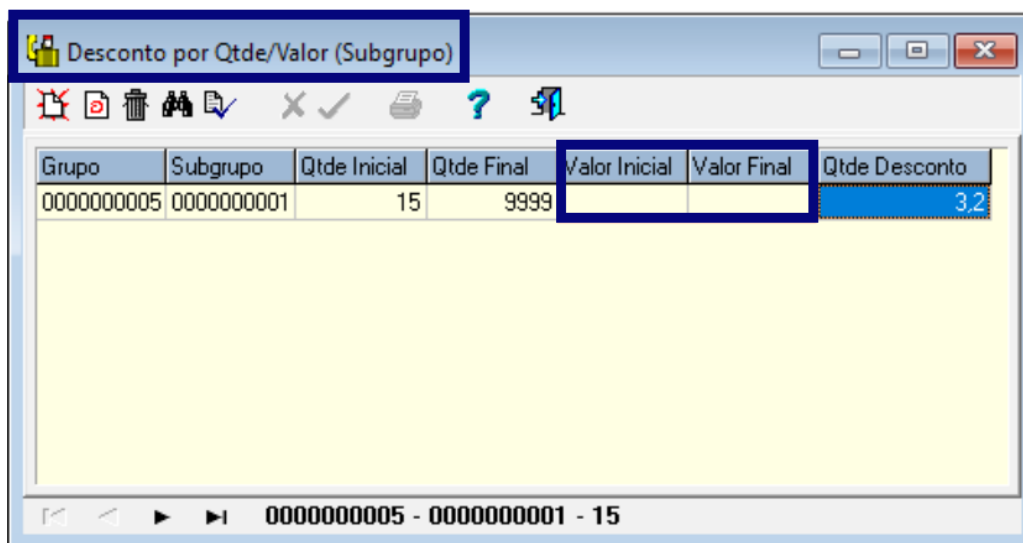 Desconto por Qtde/Valor (Subgrupo)
Grupo Subgrupo Qtde Inicial Qtde Final Valor Inicial Valor Final Qtde Desconto
0000000005 0000000001 15 9999 3,2
0000000005 - 0000000001 - 15